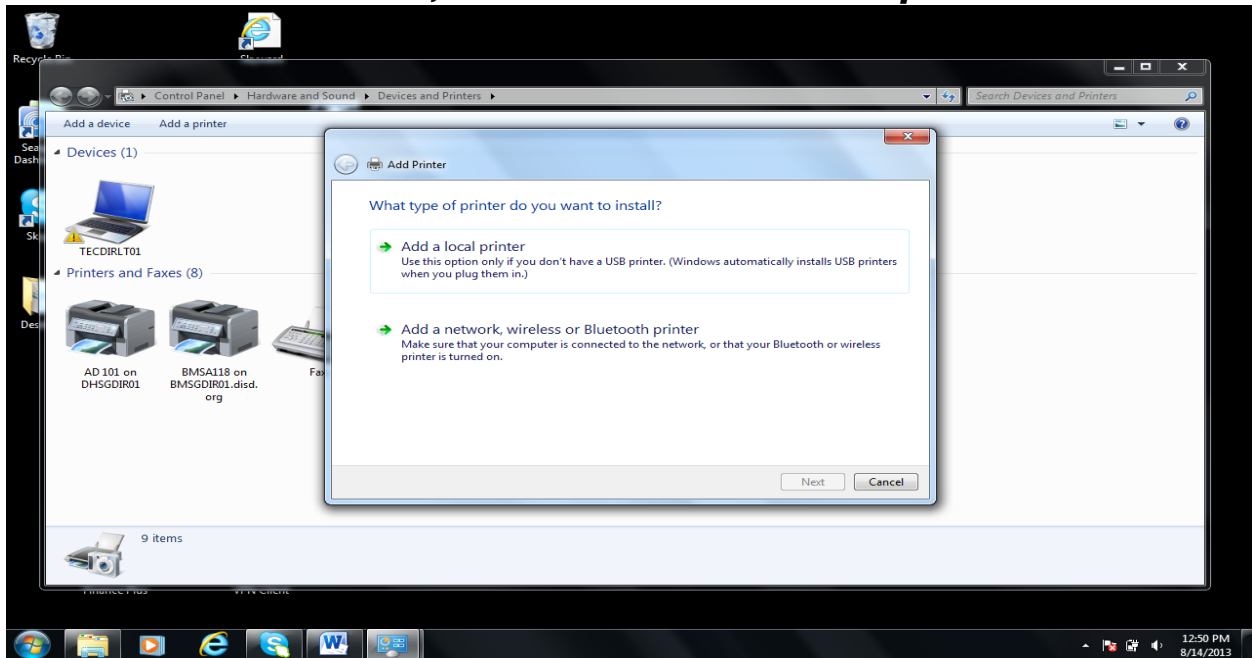 Control Panel ▸ Hardware and Sound ▸ Devices and Printers ▸
Search Devices and Printers
Add a device Add a printer
Devices (1)
TECDIRLT01
Printers and Faxes (8)
AD 101 on
DHSGDIR01
BMSA118 on
BMSGDIR01.disd.
org
Add Printer
What type of printer do you want to install?
Add a local printer
Use this option only if you don't have a USB printer. (Windows automatically installs USB printers
when you plug them in.)
Add a network, wireless or Bluetooth printer
Make sure that your computer is connected to the network, or that your Bluetooth or wireless
printer is turned on.
Next Cancel
9 items
12:50 PM
8/14/2013